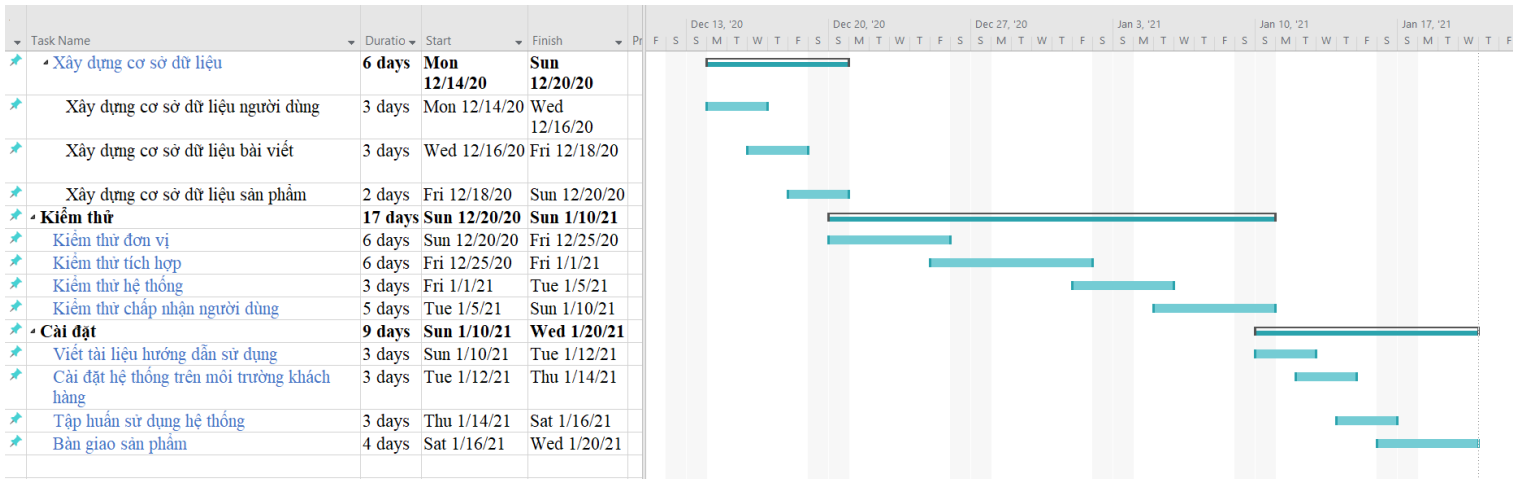 Dec 13, '20 Dec 20, '20 Dec 27, '20 Jan 3, '21 Jan 10, '21 Jan 17, '21
Task Name Duratio Start Finish Pr F S S M T W T F S S M T W T F S S M T W T F S S M T W T F S S M T W T F S S M T W T F
Xây dựng cơ sở dữ liệu 6 days Mon 12/14/20 Sun 12/20/20
Xây dựng cơ sở dữ liệu người dùng 3 days Mon 12/14/20 Wed 12/16/20
Xây dựng cơ sở dữ liệu bài viết 3 days Wed 12/16/20 Fri 12/18/20
Xây dựng cơ sở dữ liệu sản phẩm 2 days Fri 12/18/20 Sun 12/20/20
Kiểm thử 17 days Sun 12/20/20 Sun 1/10/21
Kiểm thử đơn vị 6 days Sun 12/20/20 Fri 12/25/20
Kiểm thử tích hợp 6 days Fri 12/25/20 Fri 1/1/21
Kiểm thử hệ thống 3 days Fri 1/1/21 Tue 1/5/21
Kiểm thử chấp nhận người dùng 5 days Tue 1/5/21 Sun 1/10/21
Cài đặt 9 days Sun 1/10/21 Wed 1/20/21
Viết tài liệu hướng dẫn sử dụng 3 days Sun 1/10/21 Tue 1/12/21
Cài đặt hệ thống trên môi trường khách hàng 3 days Tue 1/12/21 Thu 1/14/21
Tập huấn sử dụng hệ thống 3 days Thu 1/14/21 Sat 1/16/21
Bàn giao sản phẩm 4 days Sat 1/16/21 Wed 1/20/21